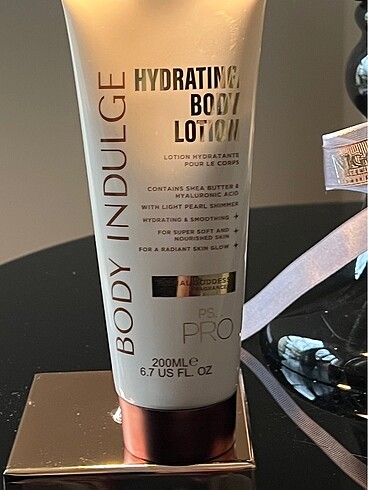 BODY INDULGE
HYDRATING
BODY
LOTION
LOTION HYDRATANTE
POUR LE CORPS
CONTAINS SHEA BUTTER &
HYALURONIC ACID
WITH LIGHT PEARL SHIMMER
HYDRATING & SMOOTHING +
FOR SUPER SOFT AND +
NOURISHED SKIN
FOR A RADIANT SKIN GLOW +
GODDESS
FRAGRANCE
PS...
PRO
200ML℮
6.7 US FL. OZ